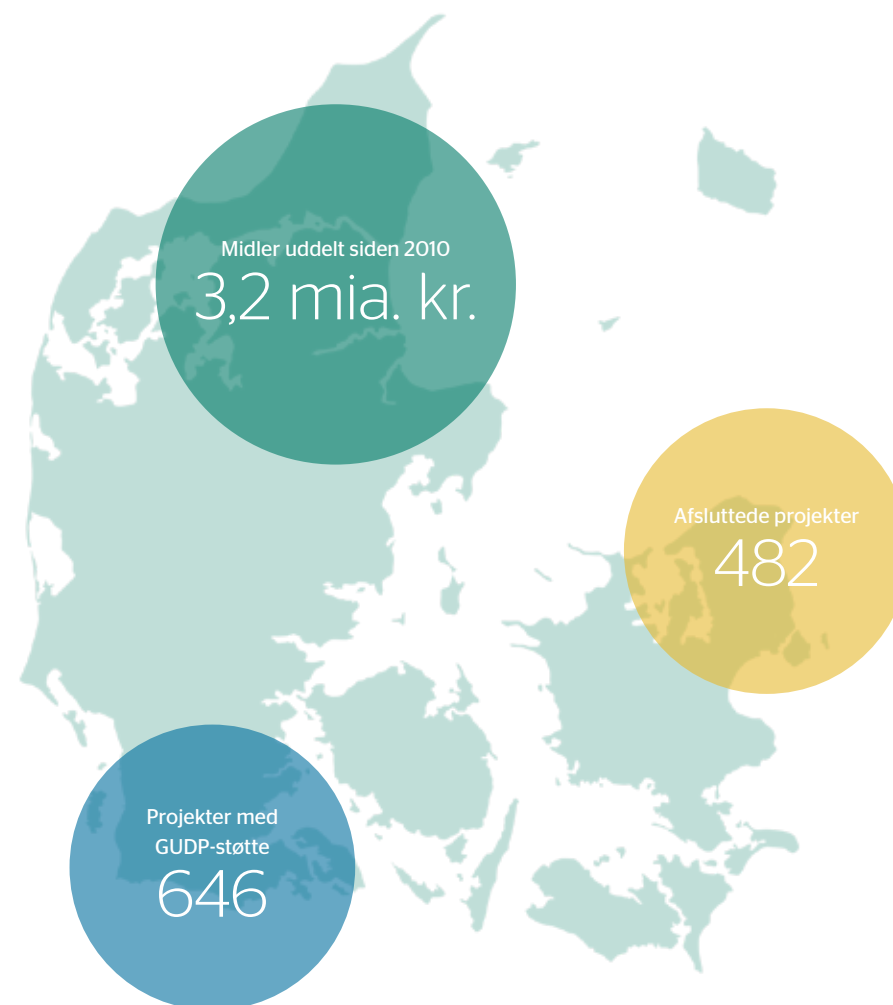 Midler uddelt siden 2010
3,2 mia. kr.
Afsluttede projekter
482
Projekter med
GUDP-støtte
646